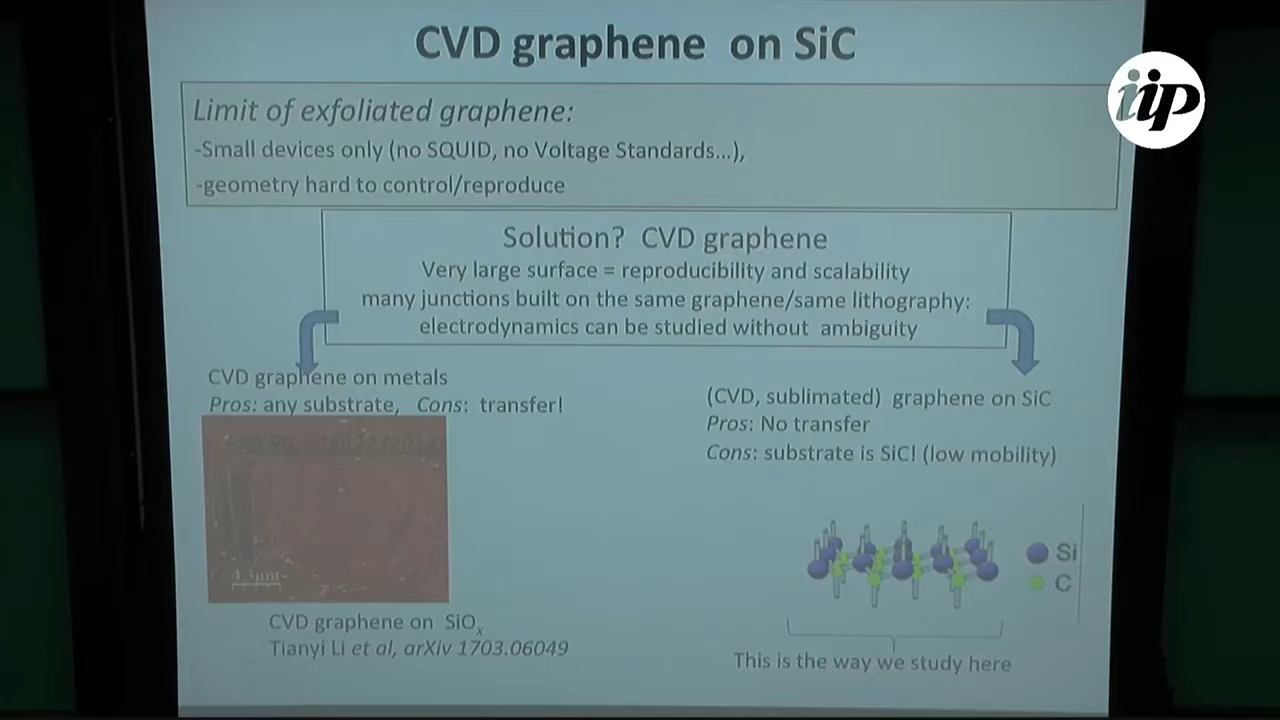 CVD graphene on SiC
iip
Limit of exfoliated graphene:
-Small devices only (no SQUID, no Voltage Standards...),
-geometry hard to control/reproduce
Solution? CVD graphene
Very large surface = reproducibility and scalability
many junctions built on the same graphene/same lithography:
electrodynamics can be studied without ambiguity
CVD graphene on metals
Pros: any substrate, Cons: transfer!
(CVD, sublimated) graphene on SiC
Pros: No transfer
Cons: substrate is SiC! (low mobility)
Si
C
CVD graphene on SiOx
Tianyi Li et al, arXiv 1703.06049
This is the way we study here